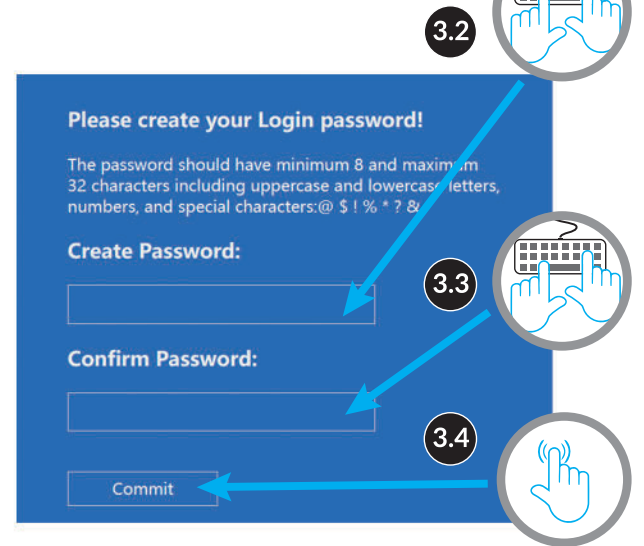 3.2
Please create your Login password!
The password should have minimum 8 and maximum
32 characters including uppercase and lowercase letters,
numbers, and special characters:@ $ ! % * ? &
Create Password:
3.3
Confirm Password:
3.4
Commit